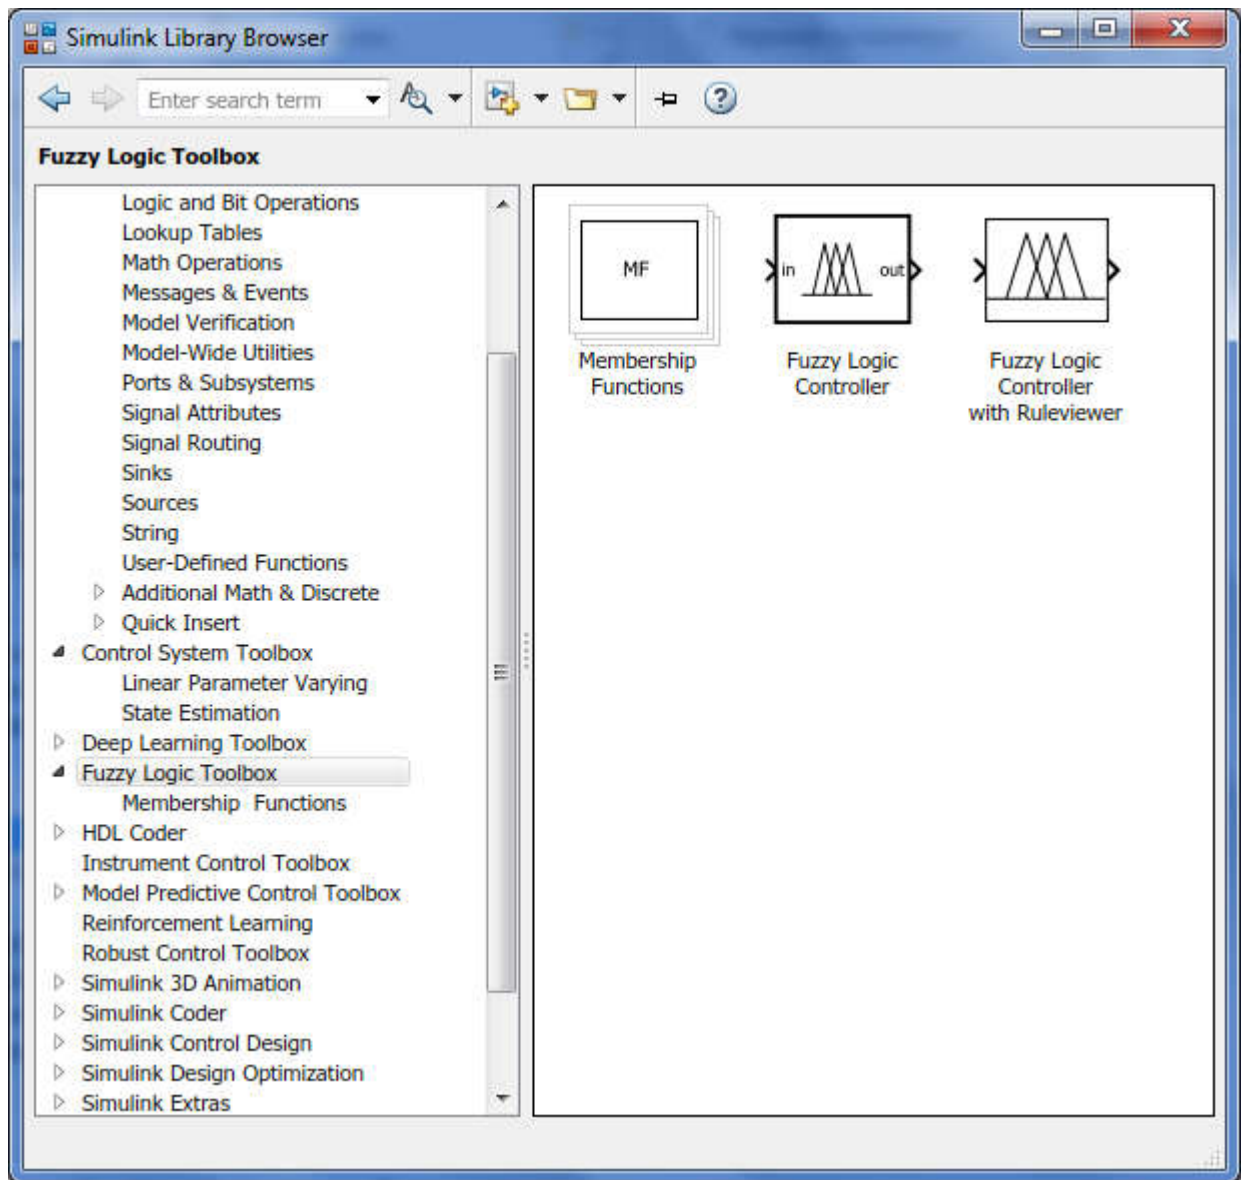 Simulink Library Browser
Enter search term
Fuzzy Logic Toolbox
Logic and Bit Operations
Lookup Tables
Math Operations
Messages & Events
Model Verification
Model-Wide Utilities
Ports & Subsystems
Signal Attributes
Signal Routing
Sinks
Sources
String
User-Defined Functions
Additional Math & Discrete
Quick Insert
Control System Toolbox
Linear Parameter Varying
State Estimation
Deep Learning Toolbox
Fuzzy Logic Toolbox
Membership Functions
HDL Coder
Instrument Control Toolbox
Model Predictive Control Toolbox
Reinforcement Learning
Robust Control Toolbox
Simulink 3D Animation
Simulink Coder
Simulink Control Design
Simulink Design Optimization
Simulink Extras
MF
Membership
Functions
in out
Fuzzy Logic
Controller
Fuzzy Logic
Controller
with Ruleviewer